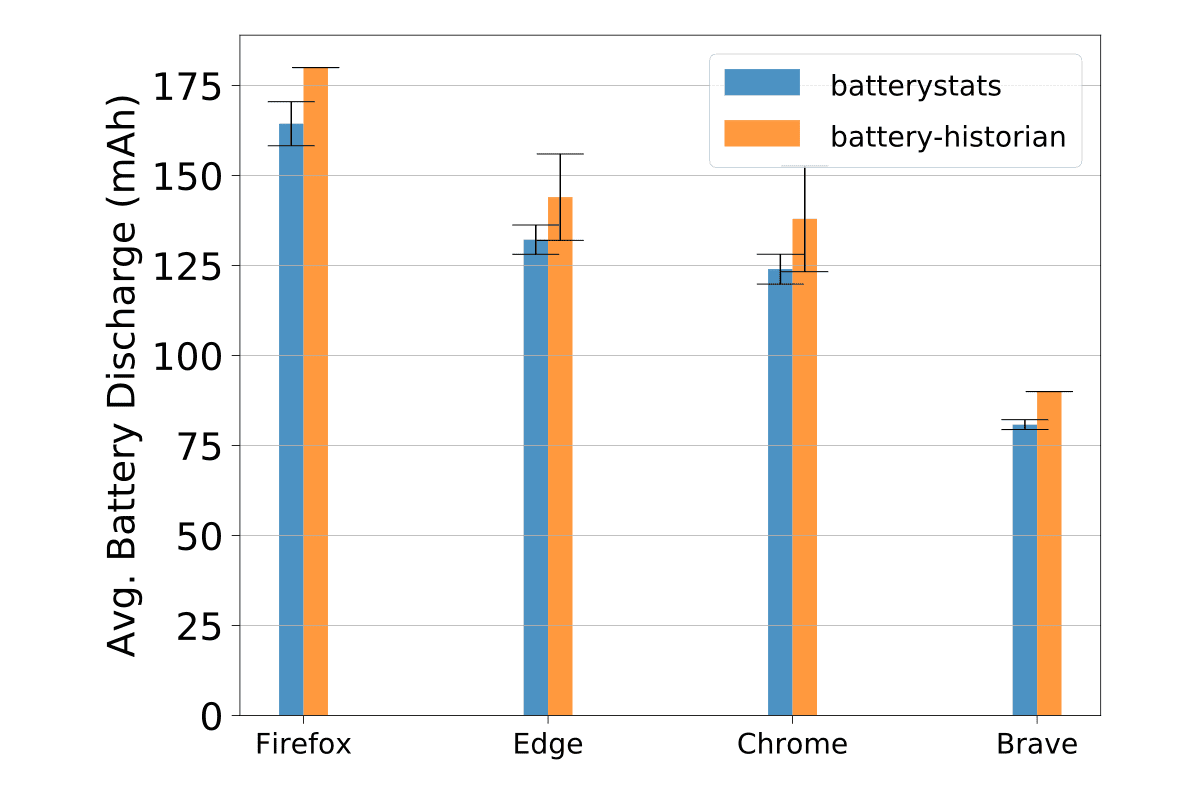 Avg. Battery Discharge (mAh)
175
150
125
100
75
50
25
0
batterystats
battery-historian
Firefox
Edge
Chrome
Brave